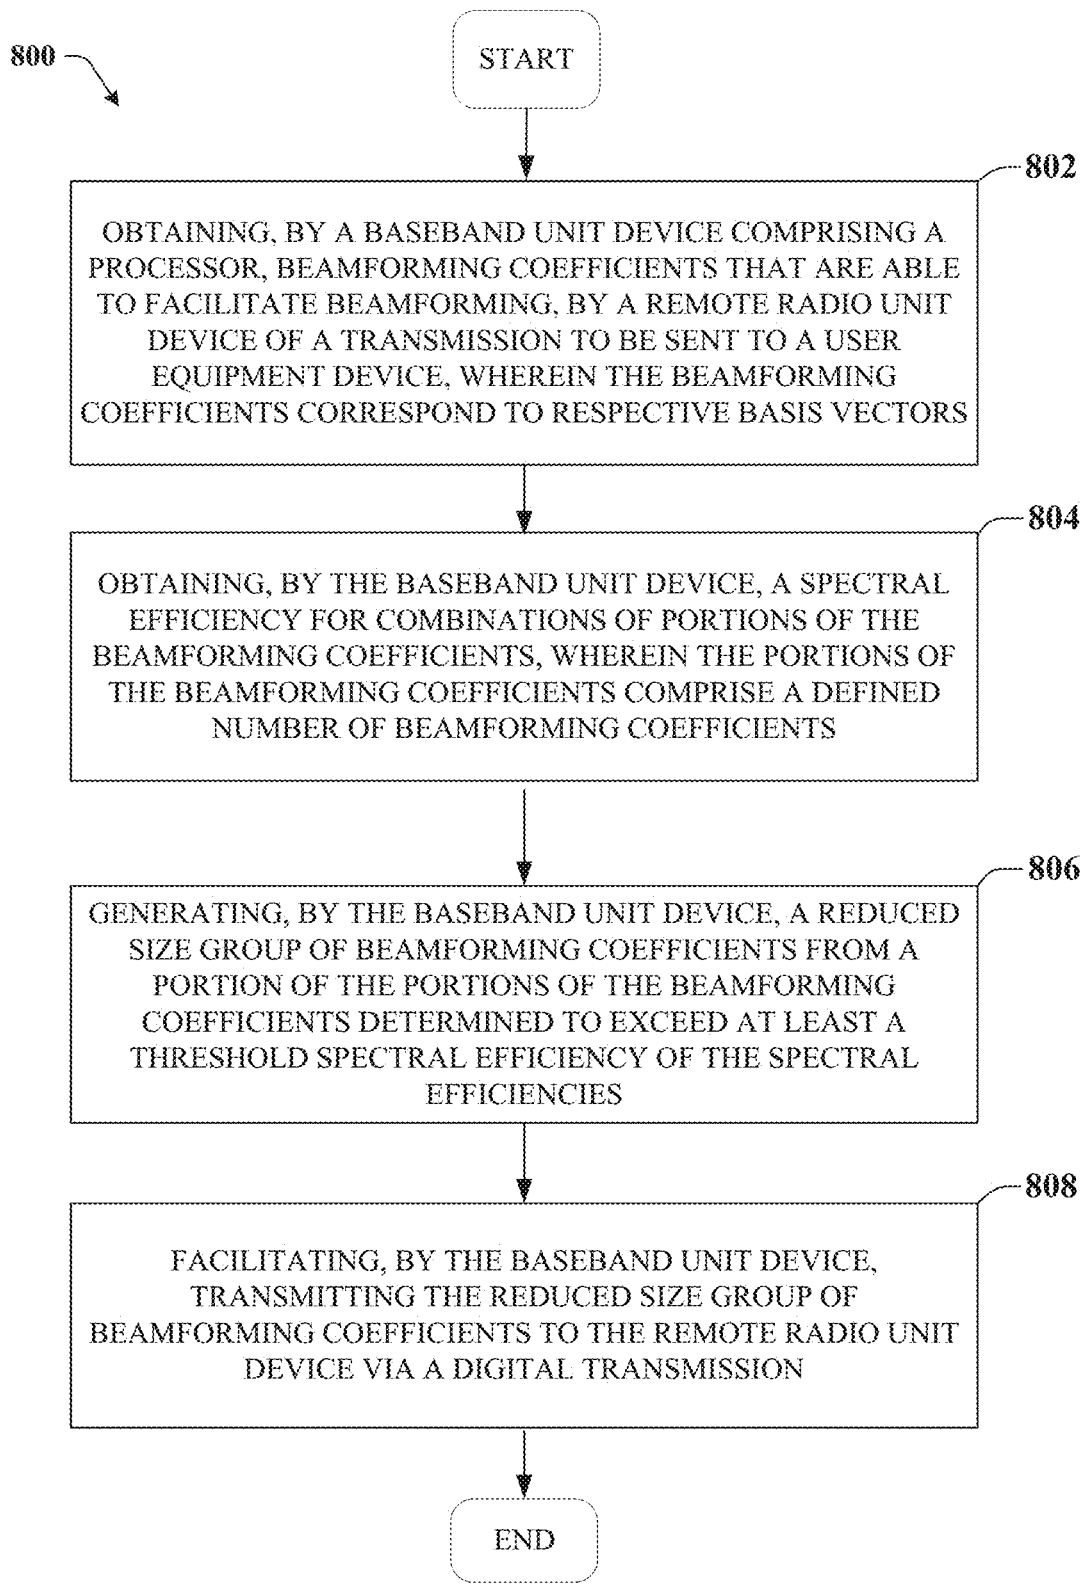 800
START
802
OBTAINING, BY A BASEBAND UNIT DEVICE COMPRISING A
PROCESSOR, BEAMFORMING COEFFICIENTS THAT ARE ABLE
TO FACILITATE BEAMFORMING, BY A REMOTE RADIO UNIT
DEVICE OF A TRANSMISSION TO BE SENT TO A USER
EQUIPMENT DEVICE, WHEREIN THE BEAMFORMING
COEFFICIENTS CORRESPOND TO RESPECTIVE BASIS VECTORS
804
OBTAINING, BY THE BASEBAND UNIT DEVICE, A SPECTRAL
EFFICIENCY FOR COMBINATIONS OF PORTIONS OF THE
BEAMFORMING COEFFICIENTS, WHEREIN THE PORTIONS OF
THE BEAMFORMING COEFFICIENTS COMPRISE A DEFINED
NUMBER OF BEAMFORMING COEFFICIENTS
806
GENERATING, BY THE BASEBAND UNIT DEVICE, A REDUCED
SIZE GROUP OF BEAMFORMING COEFFICIENTS FROM A
PORTION OF THE PORTIONS OF THE BEAMFORMING
COEFFICIENTS DETERMINED TO EXCEED AT LEAST A
THRESHOLD SPECTRAL EFFICIENCY OF THE SPECTRAL
EFFICIENCIES
808
FACILITATING, BY THE BASEBAND UNIT DEVICE,
TRANSMITTING THE REDUCED SIZE GROUP OF
BEAMFORMING COEFFICIENTS TO THE REMOTE RADIO UNIT
DEVICE VIA A DIGITAL TRANSMISSION
END